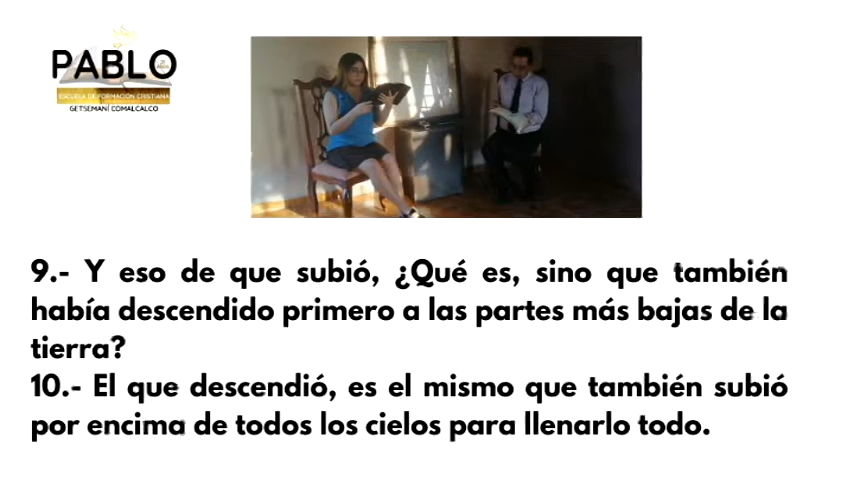 PABLO
ESCUELA DE FORMACIÓN CRISTIANA
GETSEMANÍ COMALCALCO
9.- Y eso de que subió, ¿Qué es, sino que también
había descendido primero a las partes más bajas de la
tierra?
10.- El que descendió, es el mismo que también subió
por encima de todos los cielos para llenarlo todo.